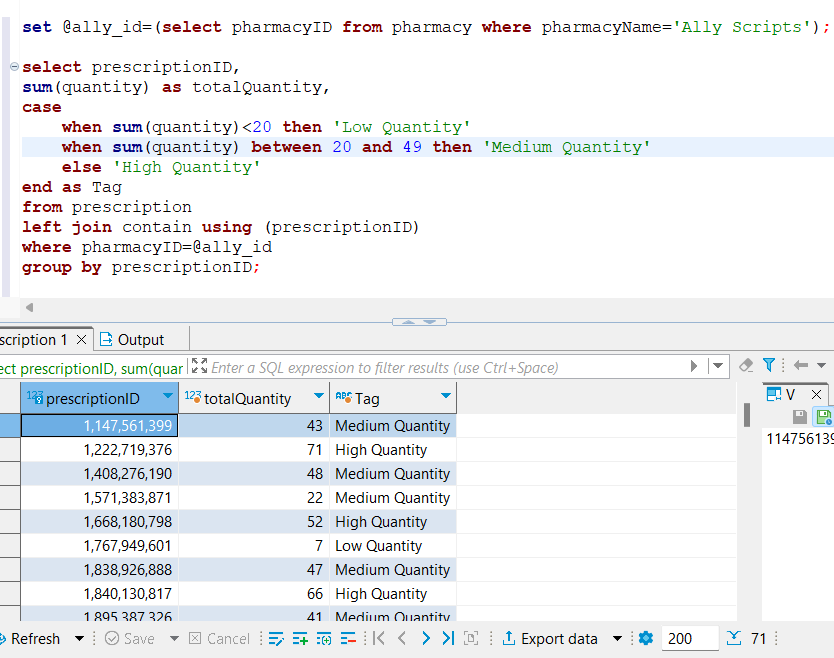 set @ally_id=(select pharmacyID from pharmacy where pharmacyName='Ally Scripts');
select prescriptionID,
sum(quantity) as totalQuantity,
case
when sum(quantity)<20 then 'Low Quantity'
when sum(quantity) between 20 and 49 then 'Medium Quantity'
else 'High Quantity'
end as Tag
from prescription
left join contain using (prescriptionID)
where pharmacyID=@ally_id
group by prescriptionID;
scription 1 Output
ect prescriptionID, sum(quar Enter a SQL expression to filter results (use Ctrl+Space)
123 prescriptionID 123 totalQuantity ABC Tag V
1,147,561,399 43 Medium Quantity 114756139
1,222,719,376 71 High Quantity
1,408,276,190 48 Medium Quantity
1,571,383,871 22 Medium Quantity
1,668,180,798 52 High Quantity
1,767,949,601 7 Low Quantity
1,838,926,888 47 Medium Quantity
1,840,130,817 66 High Quantity
1,895,387,326 41 Medium Quantity
Refresh Save Cancel Export data 200 71